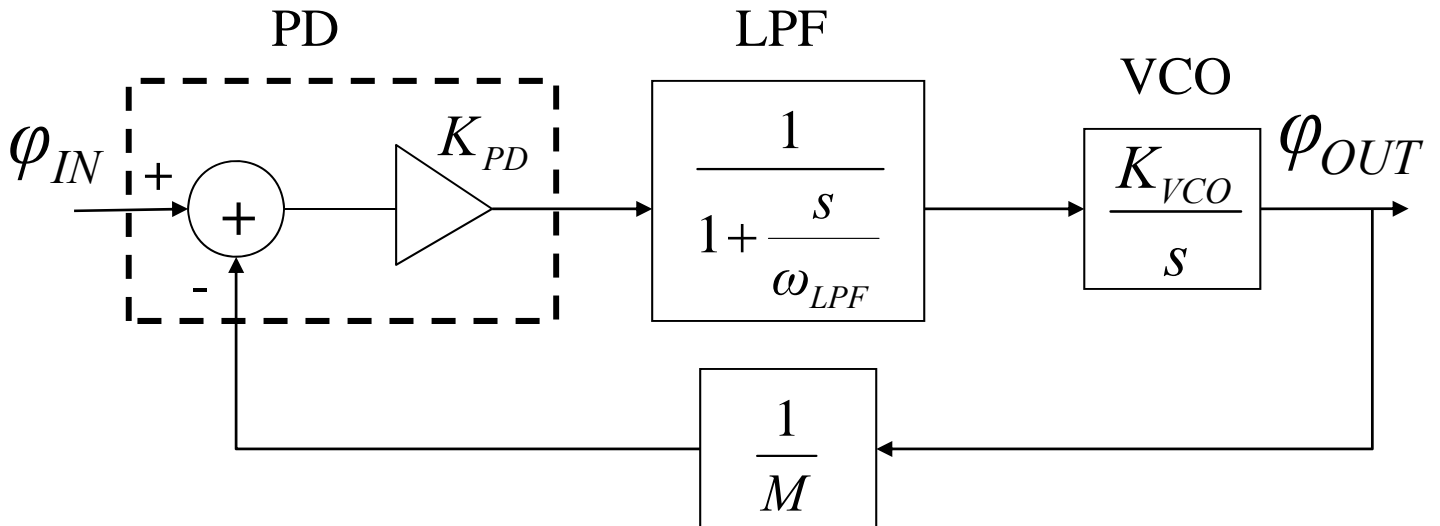 PD
LPF
VCO
φ_IN
+
-
+
K_PD
1
1 + s
ω_LPF
K_VCO
s
φ_OUT
1
M